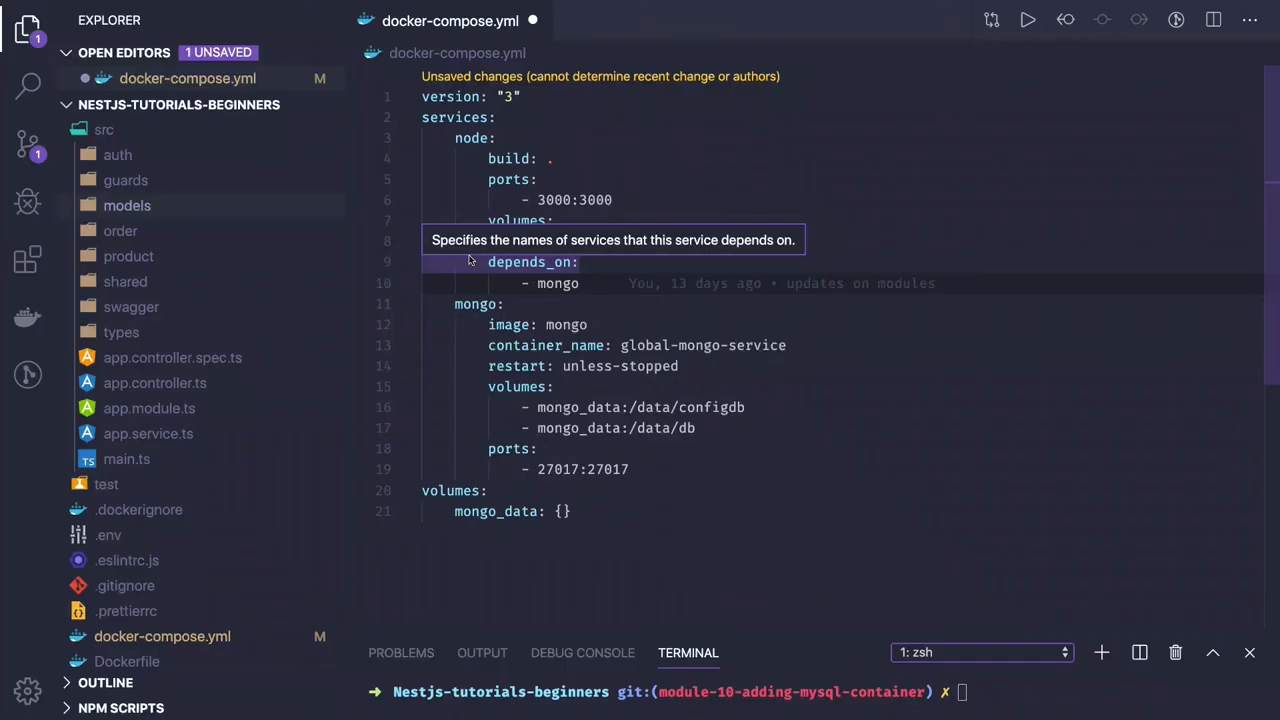 EXPLORER
OPEN EDITORS 1 UNSAVED
docker-compose.yml M
NESTJS-TUTORIALS-BEGINNERS
src
auth
guards
models
order
product
shared
swagger
types
app.controller.spec.ts
app.controller.ts
app.module.ts
app.service.ts
TS main.ts
test
.dockerignore
.env
.eslintrc.js
.gitignore
.prettierrc
docker-compose.yml M
Dockerfile
OUTLINE
NPM SCRIPTS
1
1
docker-compose.yml
docker-compose.yml
Unsaved changes (cannot determine recent change or authors)
1 version: "3"
2 services:
3 node:
4 build: .
5 ports:
6 - 3000:3000
7 volumes:
8 Specifies the names of services that this service depends on.
9 depends_on:
10 - mongo You, 13 days ago • updates on modules
11 mongo:
12 image: mongo
13 container_name: global-mongo-service
14 restart: unless-stopped
15 volumes:
16 - mongo_data:/data/configdb
17 - mongo_data:/data/db
18 ports:
19 - 27017:27017
20 volumes:
21 mongo_data: {}
PROBLEMS OUTPUT DEBUG CONSOLE TERMINAL 1: zsh
➜ Nestjs-tutorials-beginners git:(module-10-adding-mysql-container) ✗